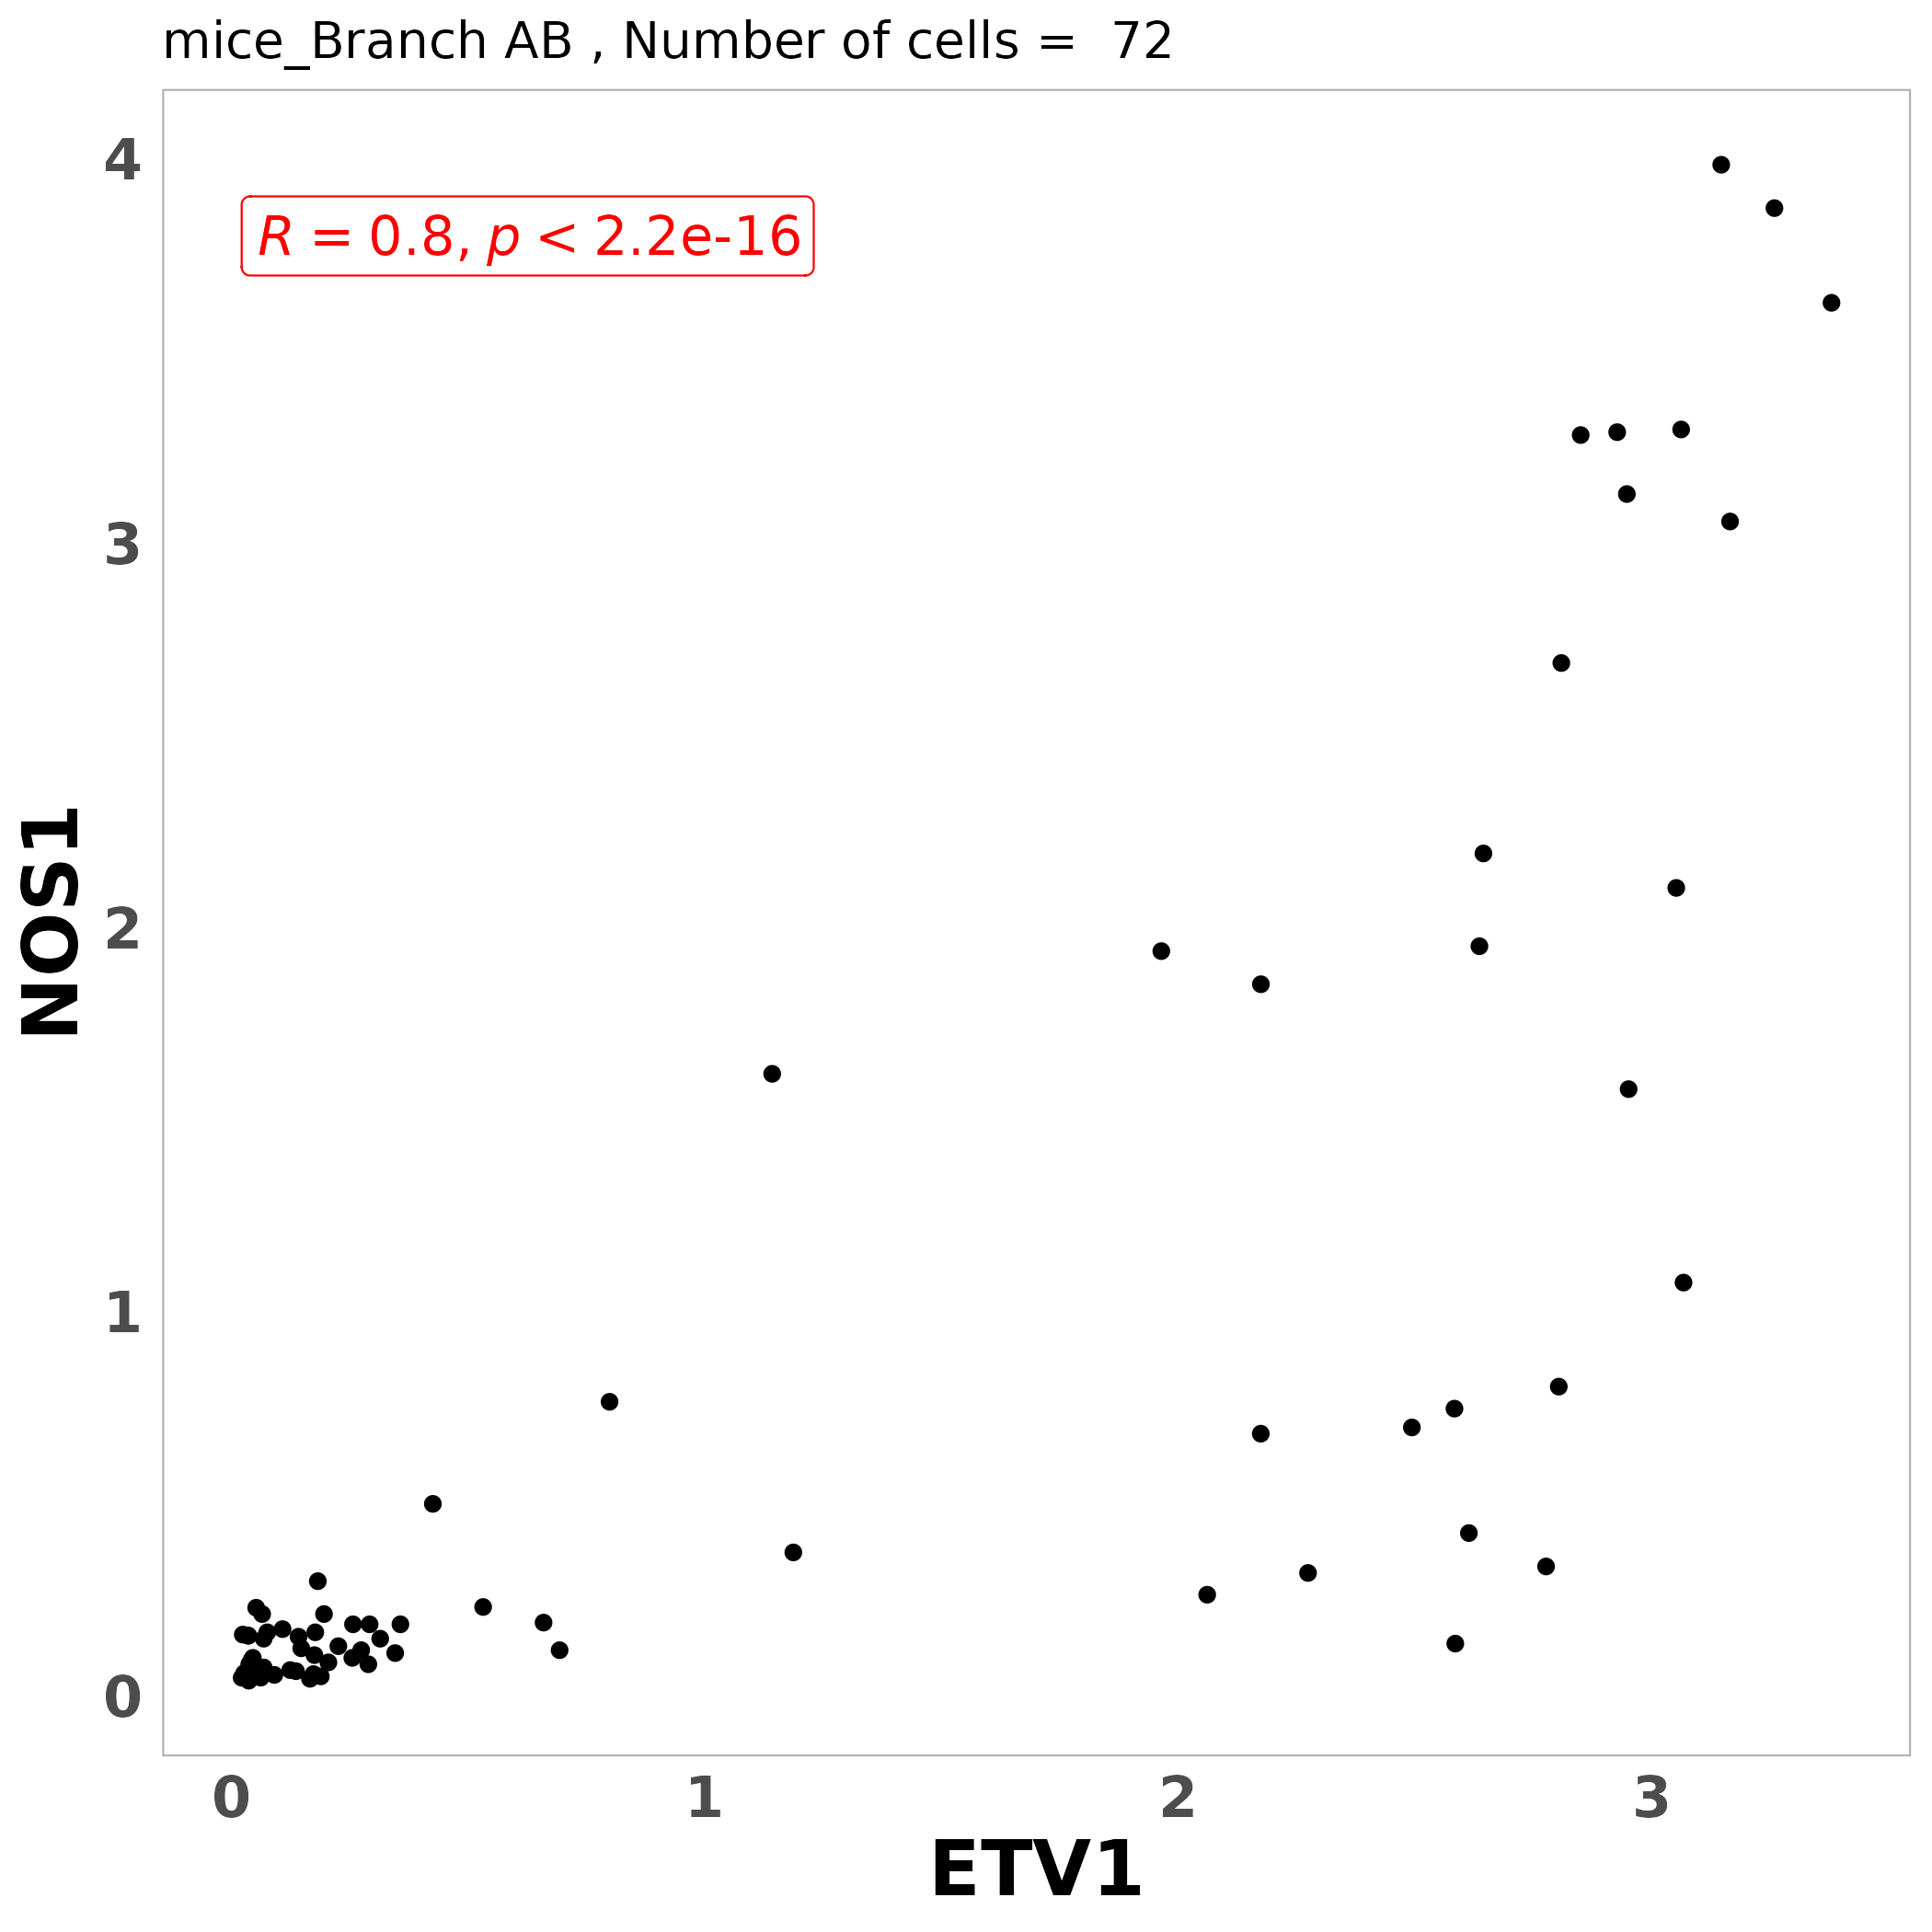 mice_Branch AB , Number of cells =  72
R = 0.8, p < 2.2e-16
4
3
2
1
0
NOS1
0 1 2 3
ETV1